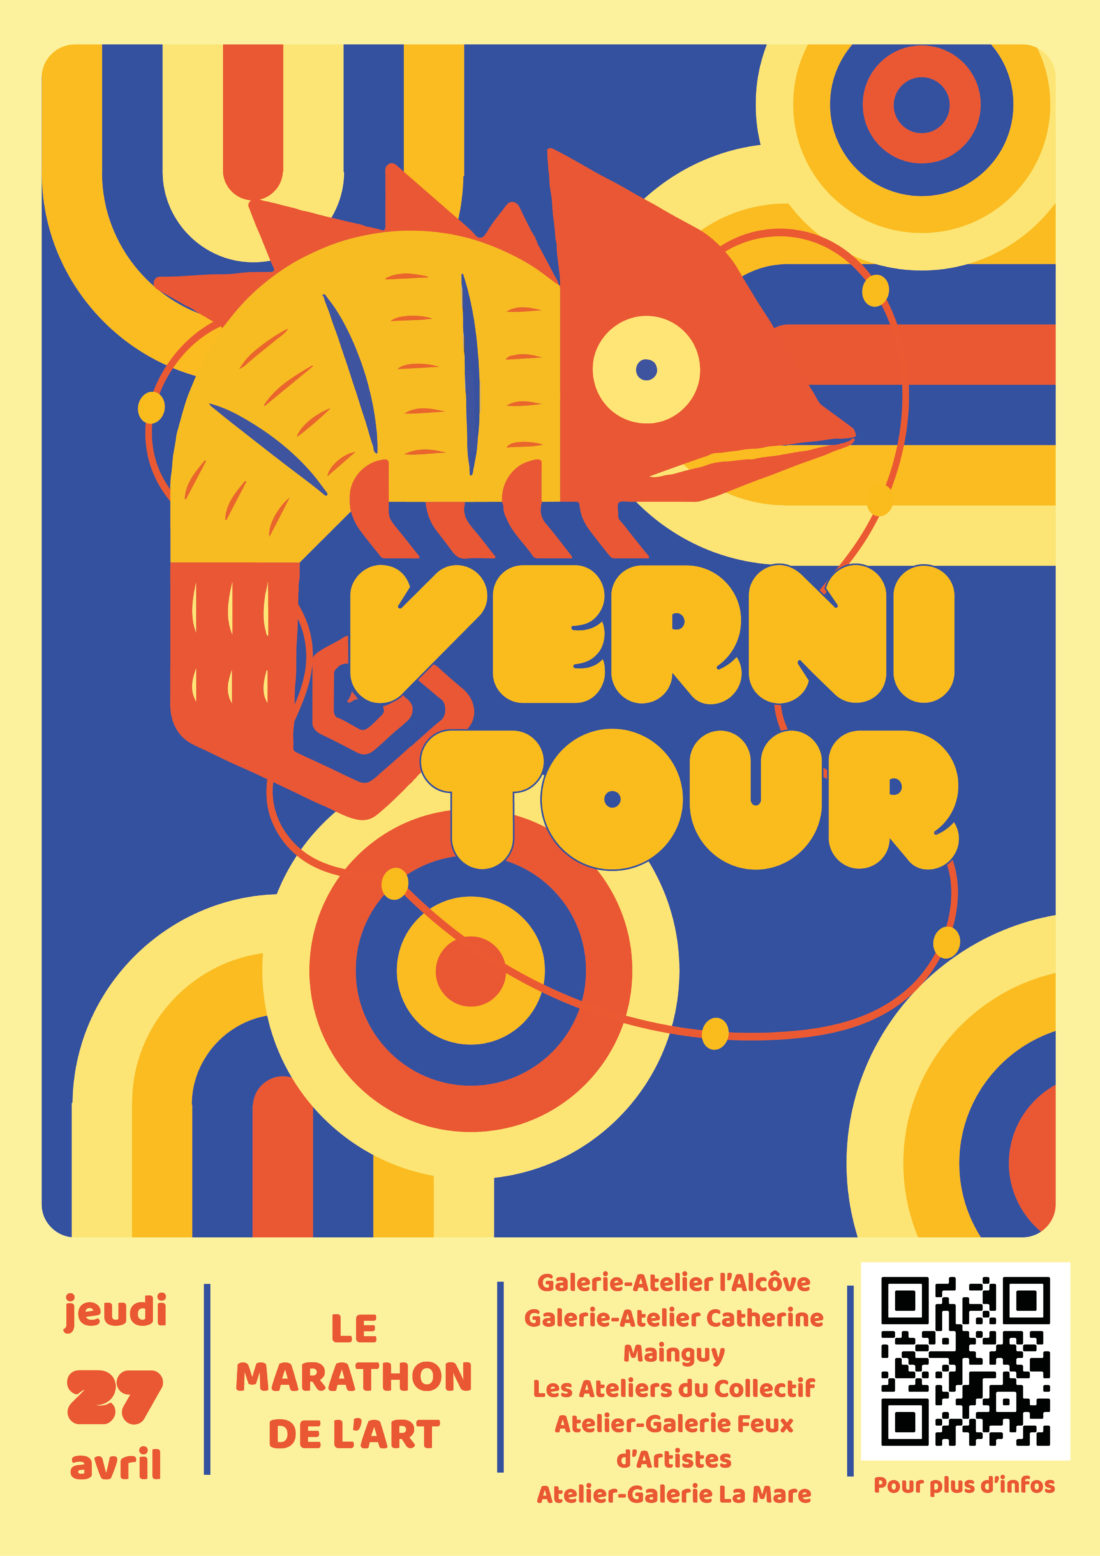 VERNI
TOUR
jeudi
27
avril
LE
MARATHON
DE L'ART
Galerie-Atelier l'Alcôve
Galerie-Atelier Catherine
Mainguy
Les Ateliers du Collectif
Atelier-Galerie Feux
d'Artistes
Atelier-Galerie La Mare
Pour plus d'infos